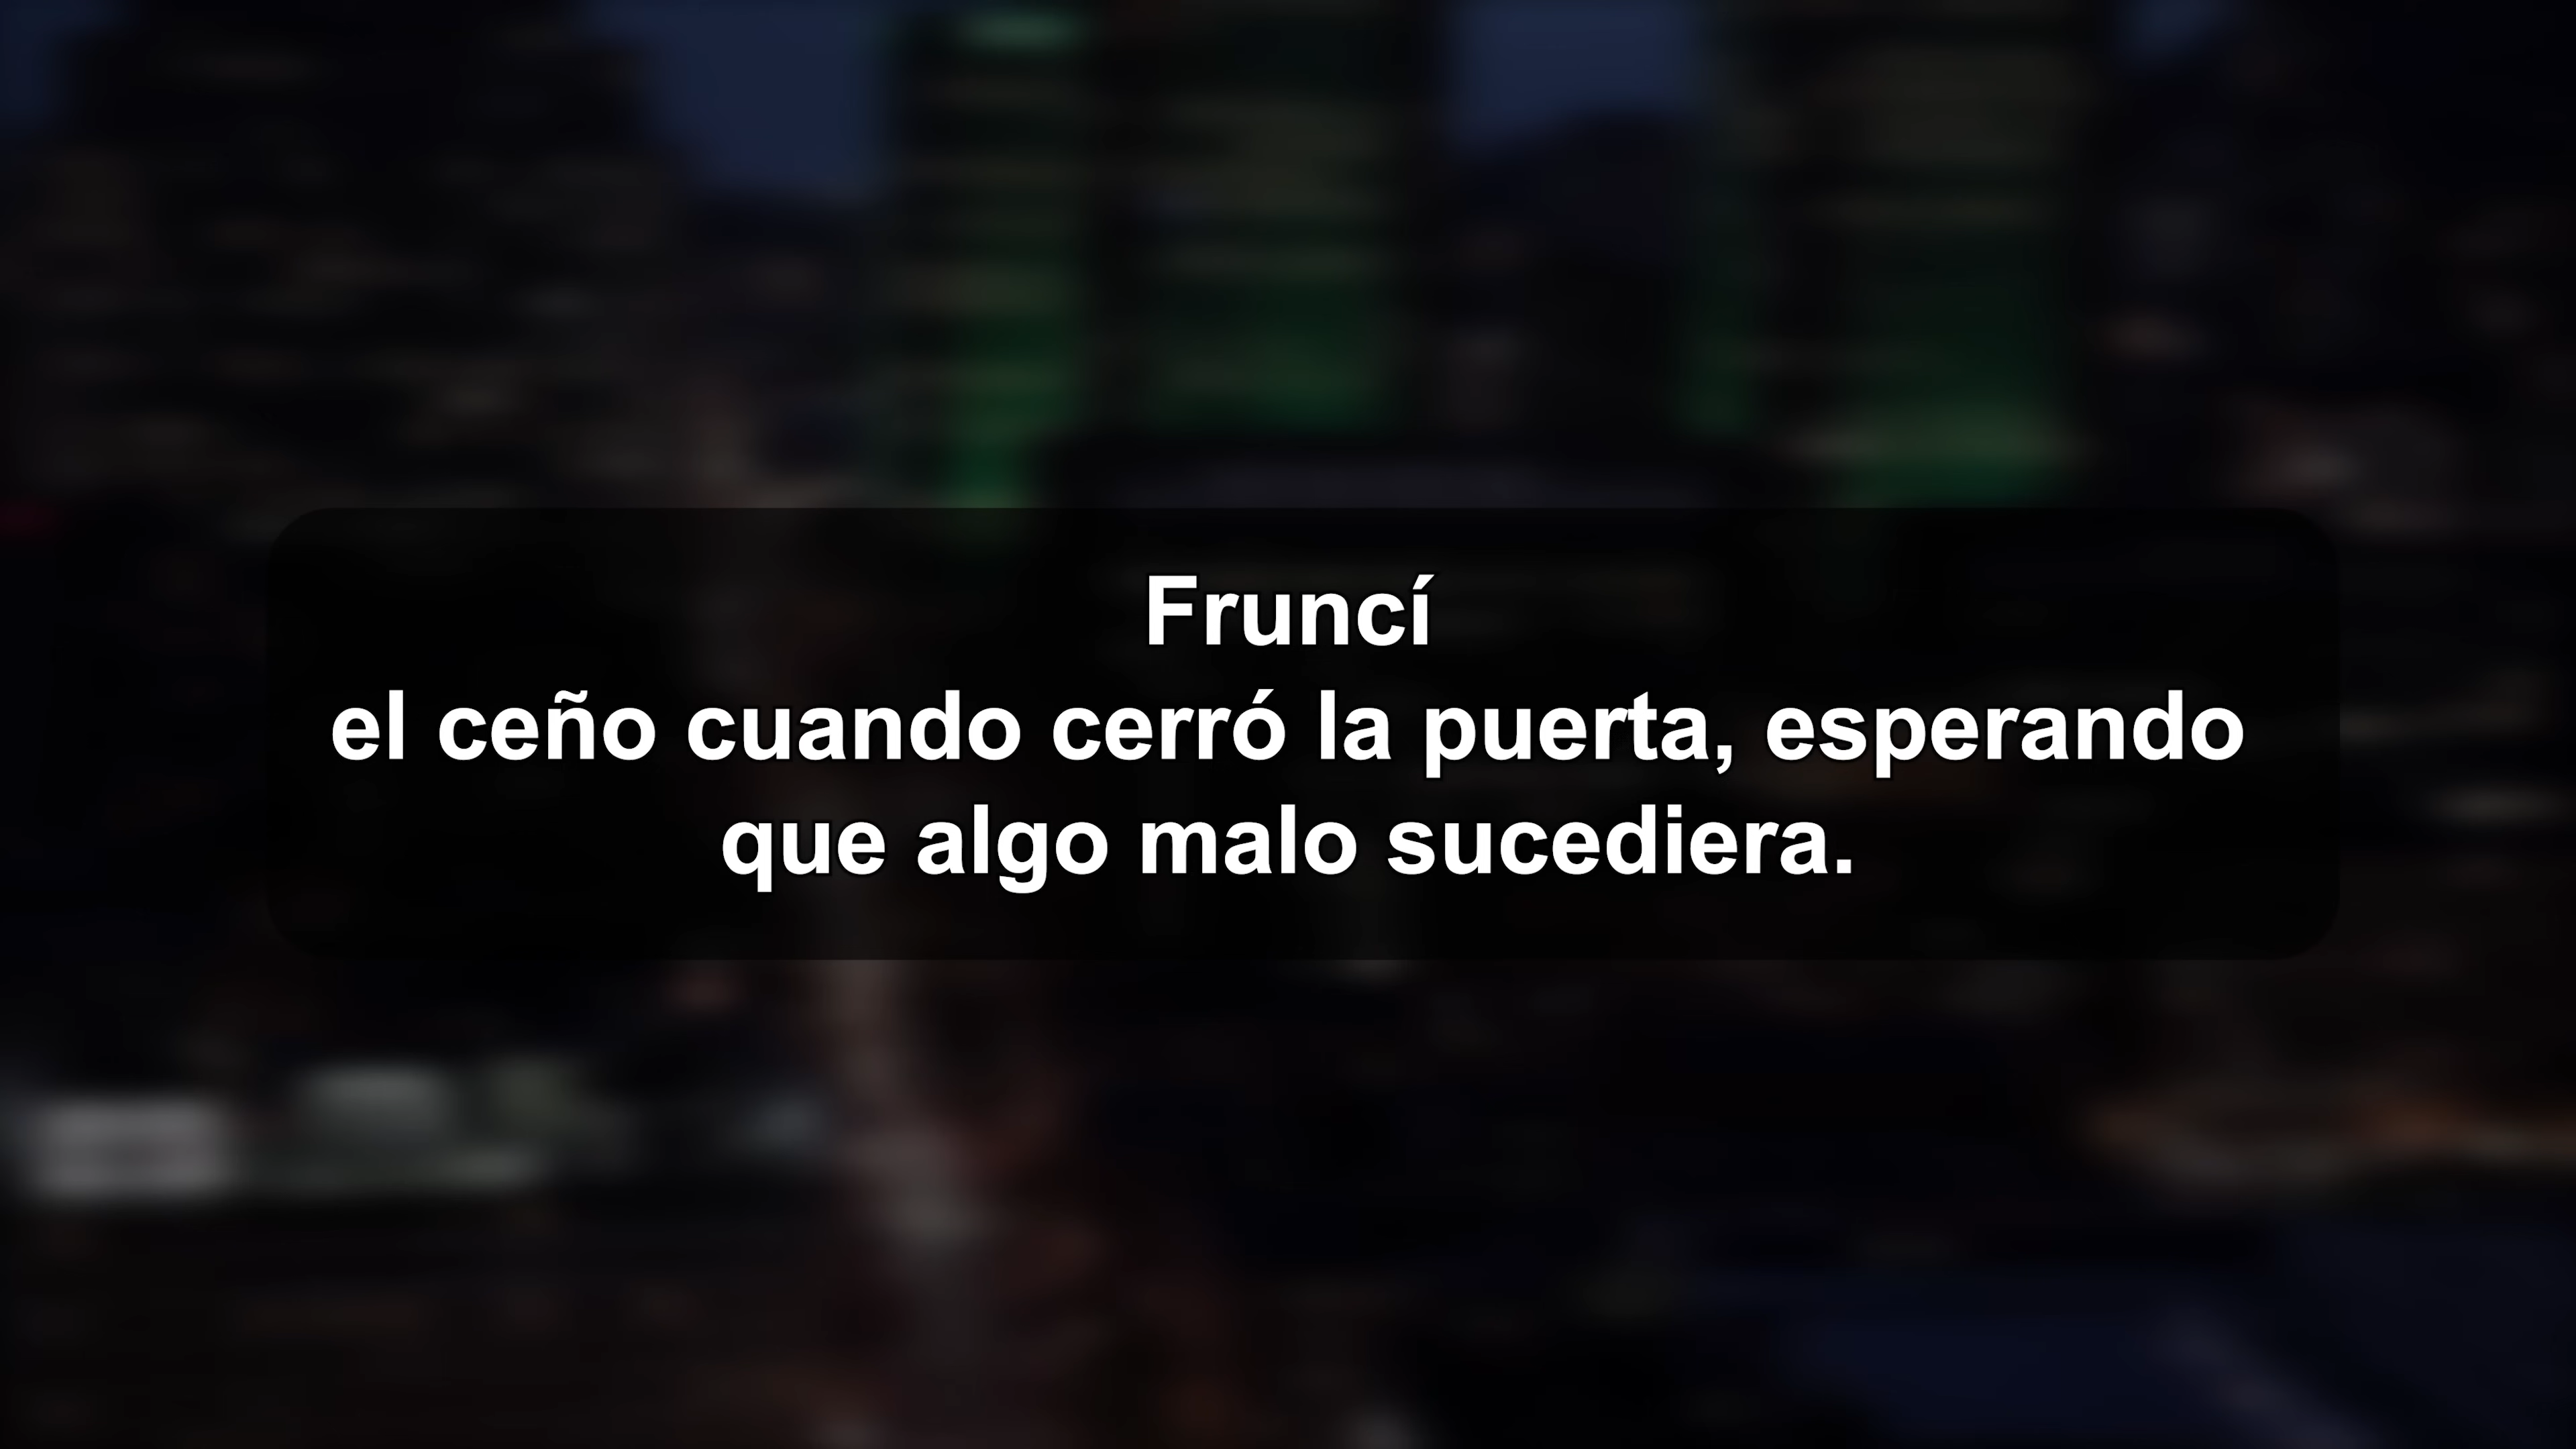 Fruncí
el ceño cuando cerró la puerta, esperando
que algo malo sucediera.